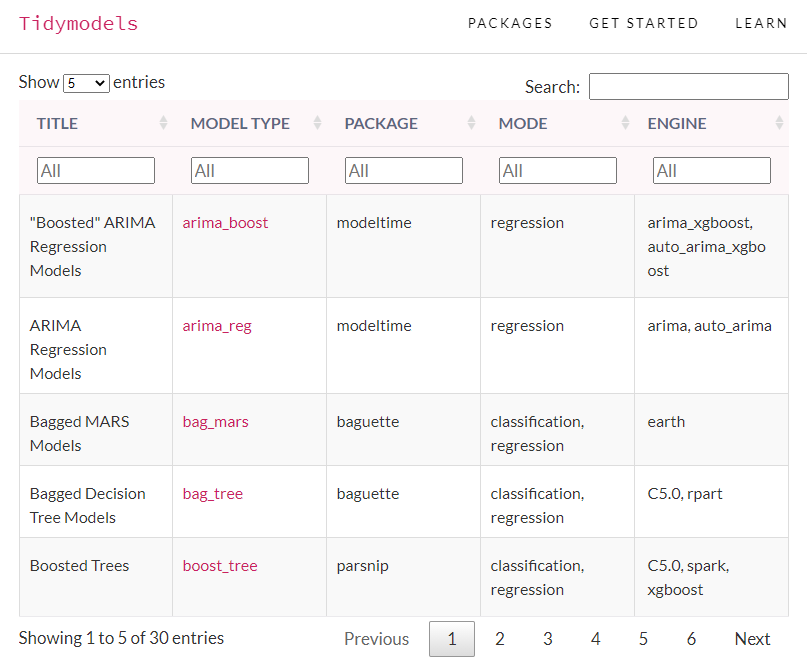 Tidymodels PACKAGES GET STARTED LEARN
Show 5 entries Search:
TITLE MODEL TYPE PACKAGE MODE ENGINE
All All All All All
"Boosted" ARIMA arima_boost modeltime regression arima_xgboost,
Regression auto_arima_xgbo
Models ost
ARIMA arima_reg modeltime regression arima, auto_arima
Regression
Models
Bagged MARS bag_mars baguette classification, earth
Models regression
Bagged Decision bag_tree baguette classification, C5.0, rpart
Tree Models regression
Boosted Trees boost_tree parsnip classification, C5.0, spark,
regression xgboost
Showing 1 to 5 of 30 entries Previous 1 2 3 4 5 6 Next